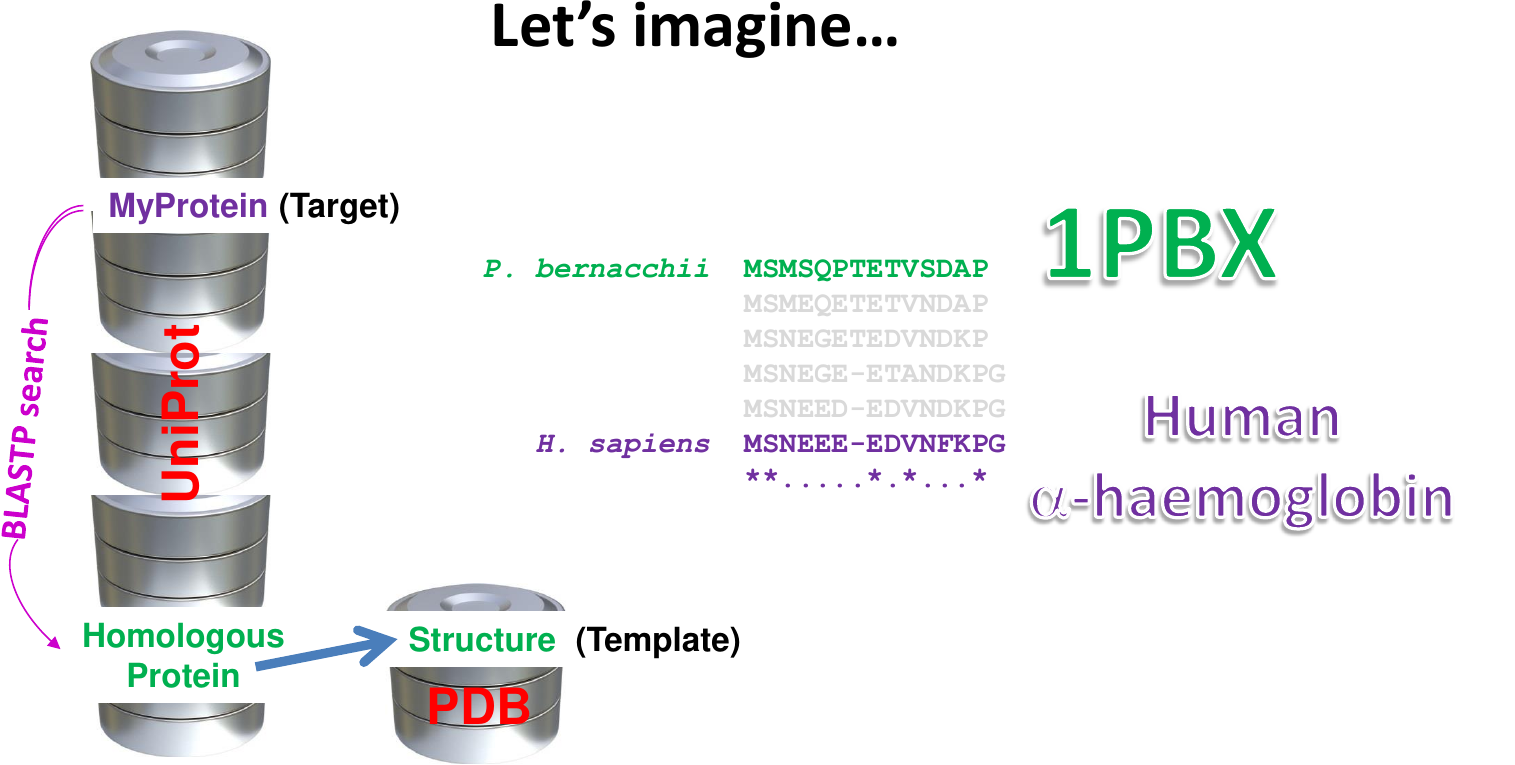 Let’s imagine…
MyProtein (Target)
BLASTP search
UniProt
Homologous
Protein
Structure (Template)
PDB
P. bernacchii MSMSQPTETVSDAP
MSMEQETETVNDAP
MSNEGETEDVNDKP
MSNEGE-ETANDKPG
MSNEED-EDVNDKPG
H. sapiens MSNEEE-EDVNFKPG
**.....*.*...*
1PBX
Human
α-haemoglobin